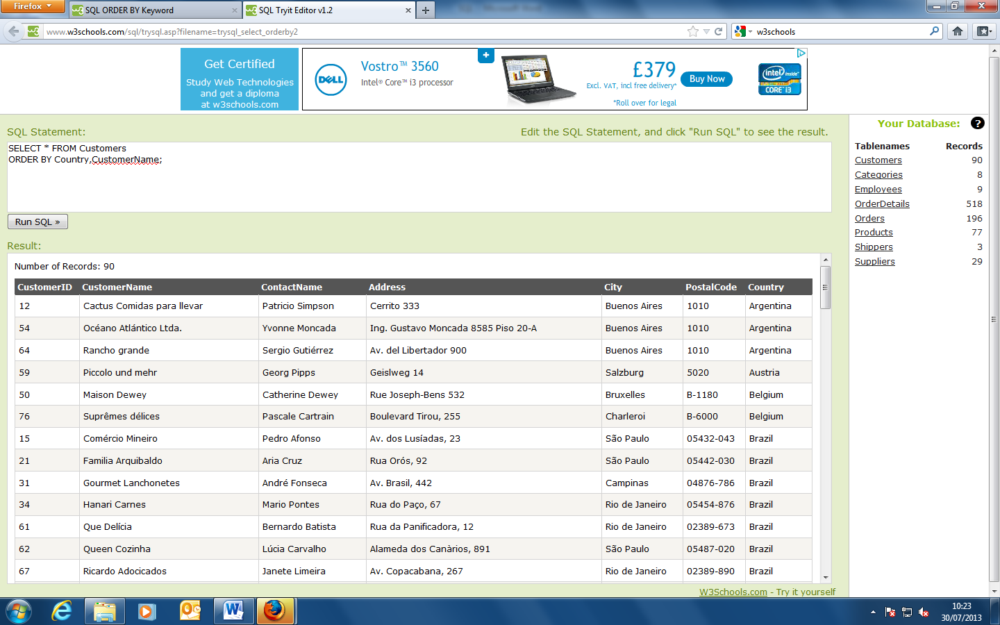 Firefox
SQL ORDER BY Keyword
SQL Tryit Editor v1.2
www.w3schools.com/sql/trysql.asp?filename=trysql_select_orderby2
w3schools
Get Certified
Study Web Technologies
and get a diploma
at w3schools.com
DELL
Vostro™ 3560
Intel® Core™ i3 processor
£379
Excl. VAT, incl free delivery*
*Roll over for legal
Buy Now
intel inside™
CORE™ i3
SQL Statement:
Edit the SQL Statement, and click "Run SQL" to see the result.
SELECT * FROM Customers
ORDER BY Country,CustomerName;
Run SQL »
Result:
Number of Records: 90
CustomerID CustomerName ContactName Address City PostalCode Country
12 Cactus Comidas para llevar Patricio Simpson Cerrito 333 Buenos Aires 1010 Argentina
54 Océano Atlántico Ltda. Yvonne Moncada Ing. Gustavo Moncada 8585 Piso 20-A Buenos Aires 1010 Argentina
64 Rancho grande Sergio Gutiérrez Av. del Libertador 900 Buenos Aires 1010 Argentina
59 Piccolo und mehr Georg Pipps Geislweg 14 Salzburg 5020 Austria
50 Maison Dewey Catherine Dewey Rue Joseph-Bens 532 Bruxelles B-1180 Belgium
76 Suprêmes délices Pascale Cartrain Boulevard Tirou, 255 Charleroi B-6000 Belgium
15 Comércio Mineiro Pedro Afonso Av. dos Lusíadas, 23 São Paulo 05432-043 Brazil
21 Familia Arquibaldo Aria Cruz Rua Orós, 92 São Paulo 05442-030 Brazil
31 Gourmet Lanchonetes André Fonseca Av. Brasil, 442 Campinas 04876-786 Brazil
34 Hanari Carnes Mario Pontes Rua do Paço, 67 Rio de Janeiro 05454-876 Brazil
61 Que Delícia Bernardo Batista Rua da Panificadora, 12 Rio de Janeiro 02389-673 Brazil
62 Queen Cozinha Lúcia Carvalho Alameda dos Canàrios, 891 São Paulo 05487-020 Brazil
67 Ricardo Adocicados Janete Limeira Av. Copacabana, 267 Rio de Janeiro 02389-890 Brazil
W3Schools.com - Try it yourself
Your Database:
Tablenames Records
Customers 90
Categories 8
Employees 9
OrderDetails 518
Orders 196
Products 77
Shippers 3
Suppliers 29
10:23
30/07/2013